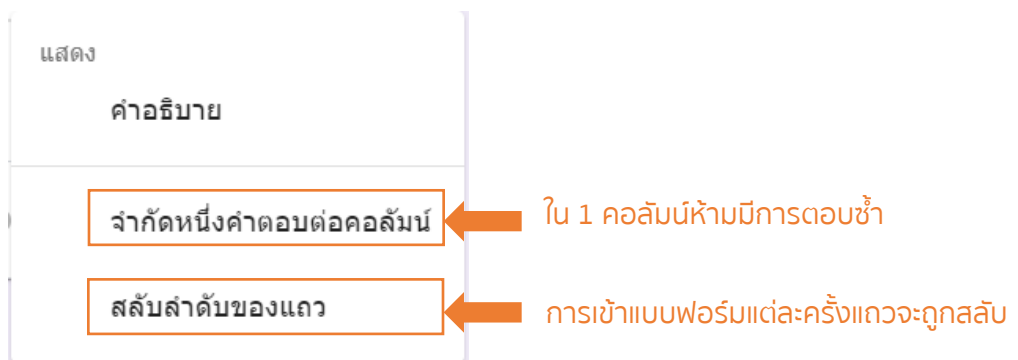 แสดง
คำอธิบาย
จำกัดหนึ่งคำตอบต่อคอลัมน์
ใน 1 คอลัมน์ห้ามมีการตอบซ้ำ
สลับลำดับของแถว
การเข้าแบบฟอร์มแต่ละครั้งแถวจะถูกสลับ